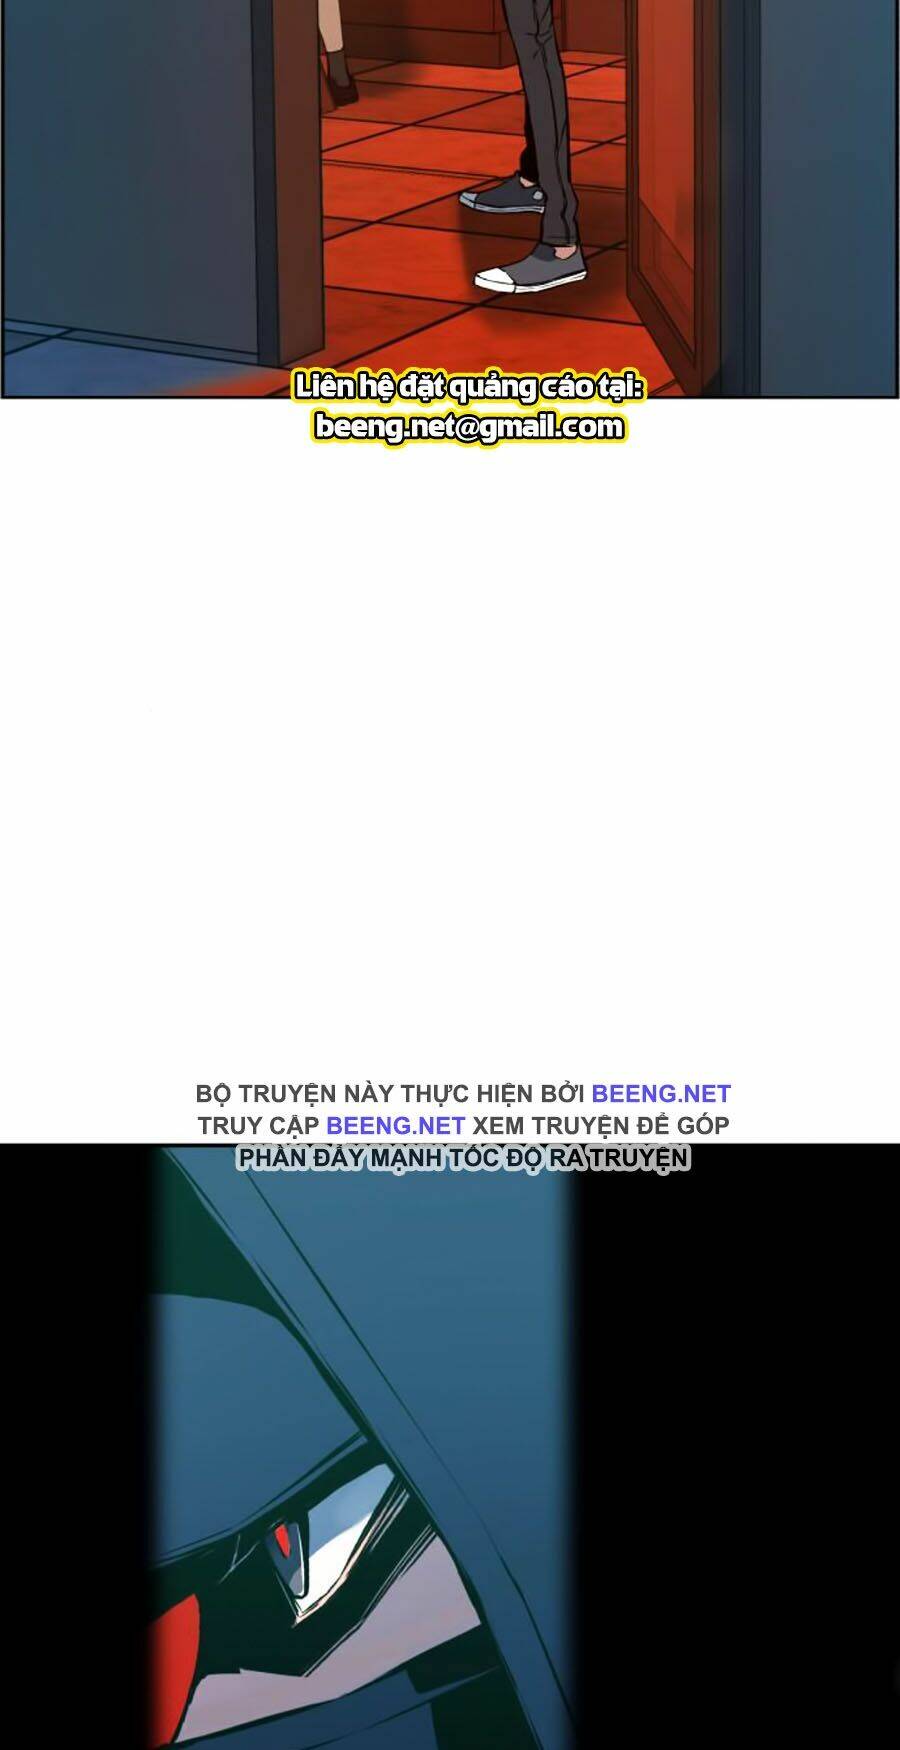 Liên hệ đặt quảng cáo tại:
beeng.net@gmail.com
BỘ TRUYỆN NÀY THỰC HIỆN BỞI BEENG.NET
TRUY CẬP BEENG.NET XEM TRUYỆN ĐỂ GÓP
PHẦN ĐẨY MẠNH TỐC ĐỘ RA TRUYỆN